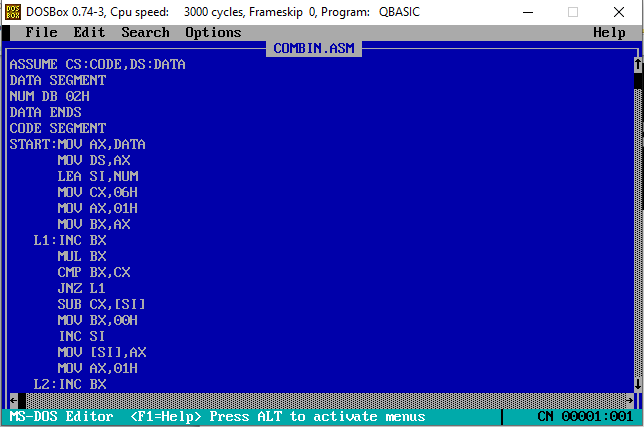 DOSBox 0.74-3, Cpu speed: 3000 cycles, Frameskip 0, Program: QBASIC
File Edit Search Options Help
COMBIN.ASM
ASSUME CS:CODE,DS:DATA
DATA SEGMENT
NUM DB 02H
DATA ENDS
CODE SEGMENT
START:MOV AX,DATA
MOV DS,AX
LEA SI,NUM
MOV CX,06H
MOV AX,01H
MOV BX,AX
L1:INC BX
MUL BX
CMP BX,CX
JNZ L1
SUB CX,[SI]
MOV BX,00H
INC SI
MOV [SI],AX
MOV AX,01H
L2:INC BX
MS-DOS Editor <F1=Help> Press ALT to activate menus CN 00001:001